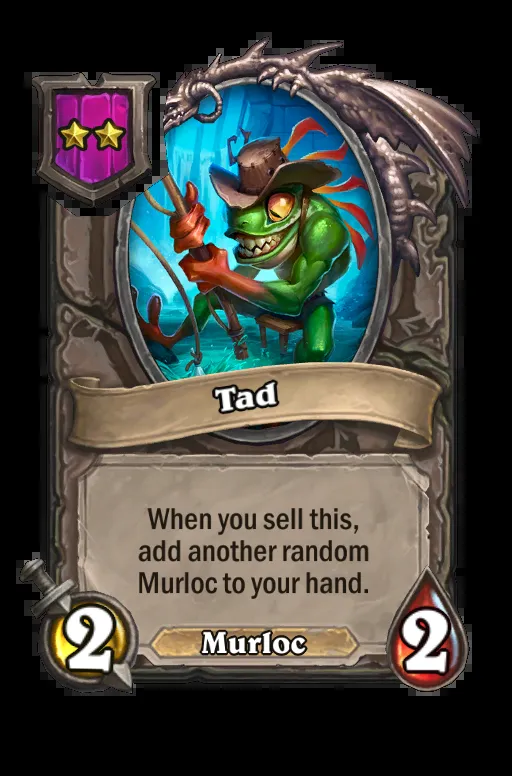 Tad
When you sell this,
add another random
Murloc to your hand.
2
Murloc
2